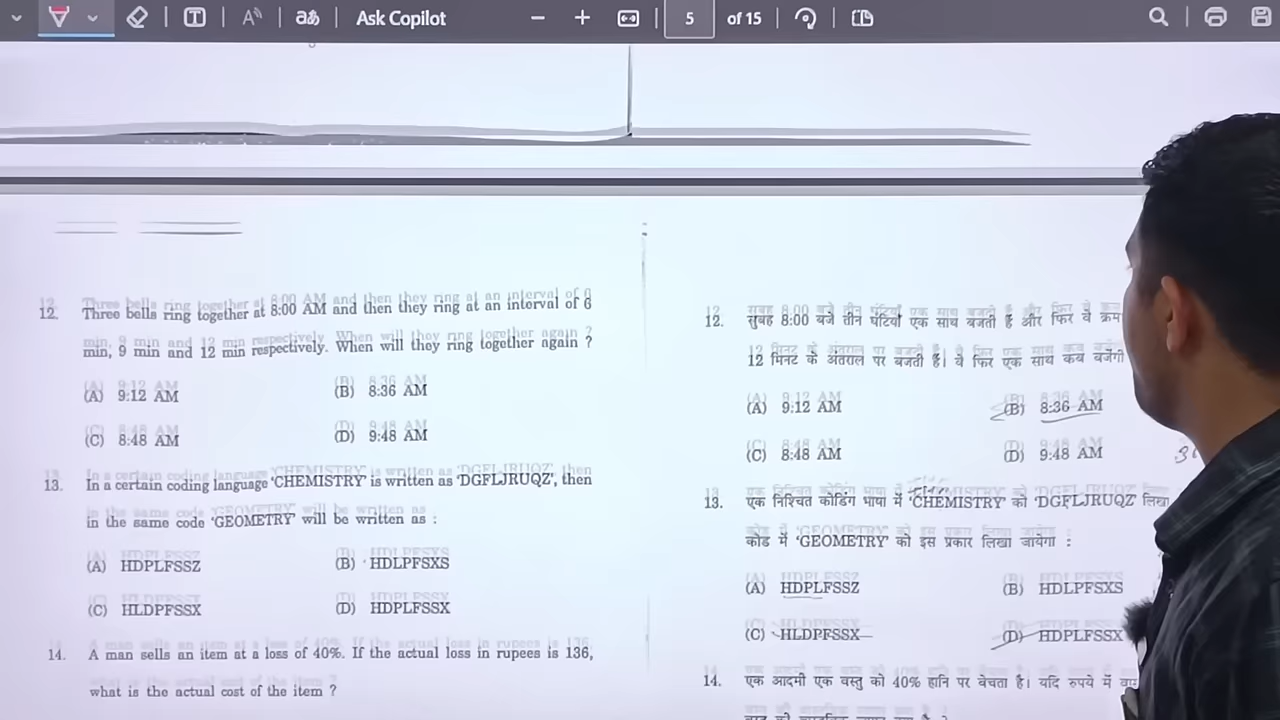 Ask Copilot
5 of 15
12. Three bells ring together at 8:00 AM and then they ring at an interval of 6
min, 9 min and 12 min respectively. When will they ring together again ?
(A) 9:12 AM (B) 8:36 AM
(C) 8:48 AM (D) 9:48 AM
13. In a certain coding language 'CHEMISTRY' is written as 'DGFLJRUQZ', then
in the same code 'GEOMETRY' will be written as :
(A) HDPLFSSZ (B) HDLPFSXS
(C) HLDPFSSX (D) HDPLFSSX
14. A man sells an item at a loss of 40%. If the actual loss in rupees is 136,
what is the actual cost of the item ?
12. सुबह 8:00 बजे तीन घंटियाँ एक साथ बजती हैं और फिर वे
12 मिनट के अंतराल पर बजती हैं। वे फिर एक साथ कब बजेंगी
(A) 9:12 AM (B) 8:36 AM
(C) 8:48 AM (D) 9:48 AM
13. एक निश्चित कोडिंग भाषा में 'CHEMISTRY' को 'DGFLJRUQZ' लिखा
कोड में 'GEOMETRY' को इस प्रकार लिखा जायेगा :
(A) HDPLFSSZ (B) HDLPFSXS
(C) HLDPFSSX (D) HDPLFSSX
14. एक आदमी एक वस्तु को 40% हानि पर बेचता है। यदि रुपये में